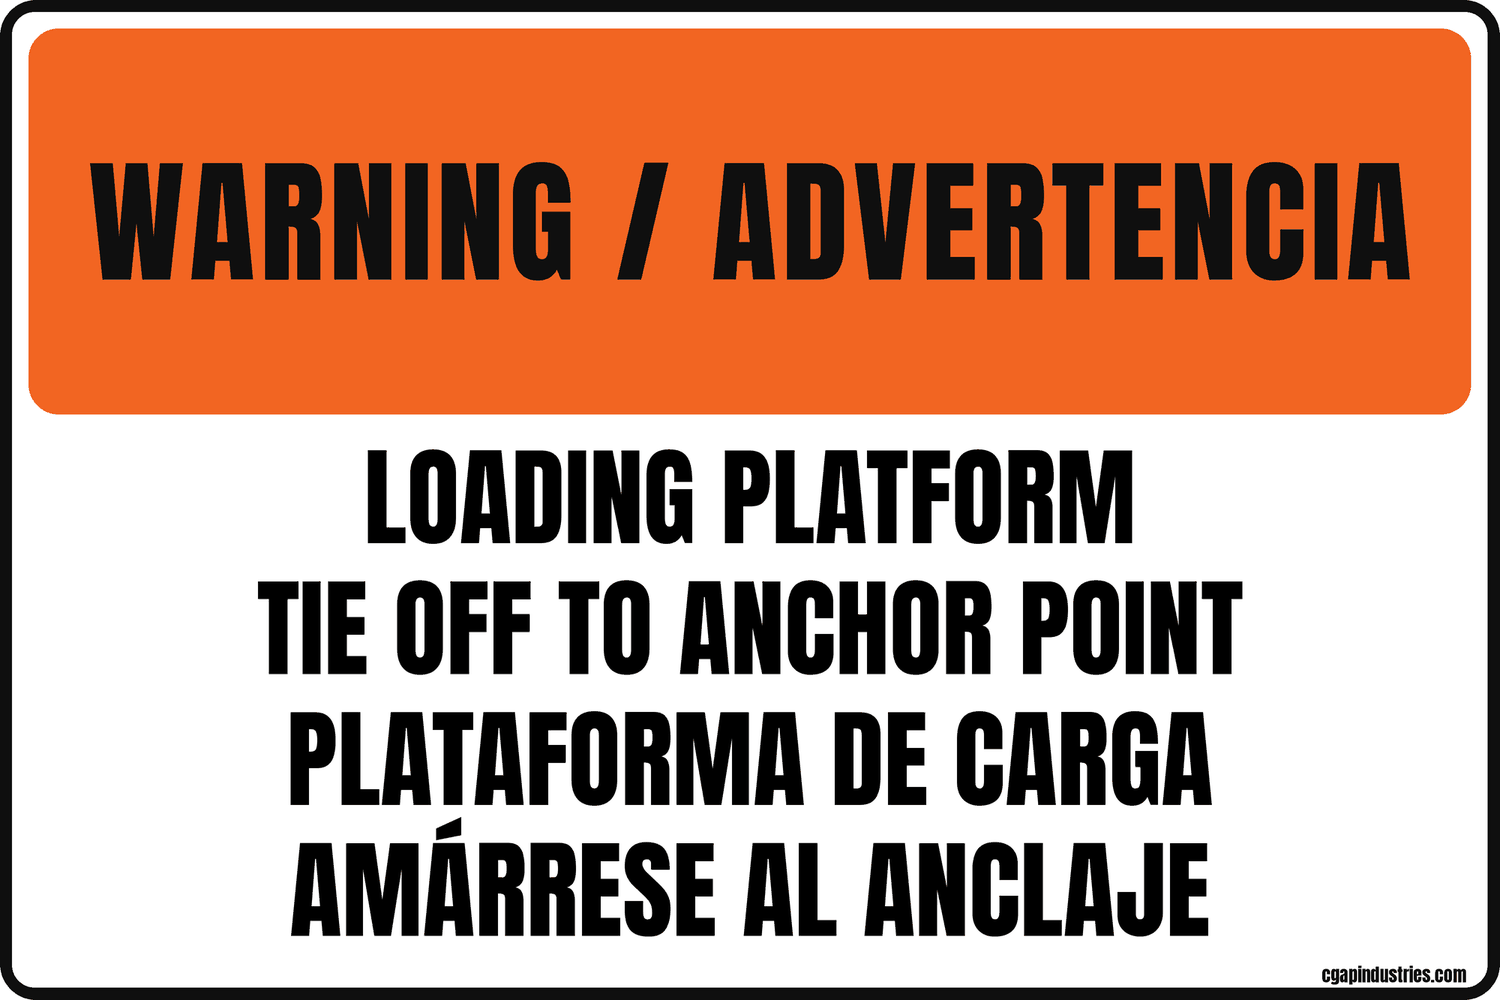 WARNING / ADVERTENCIA
LOADING PLATFORM
TIE OFF TO ANCHOR POINT
PLATAFORMA DE CARGA
AMÁRRESE AL ANCLAJE
cgapindustries.com